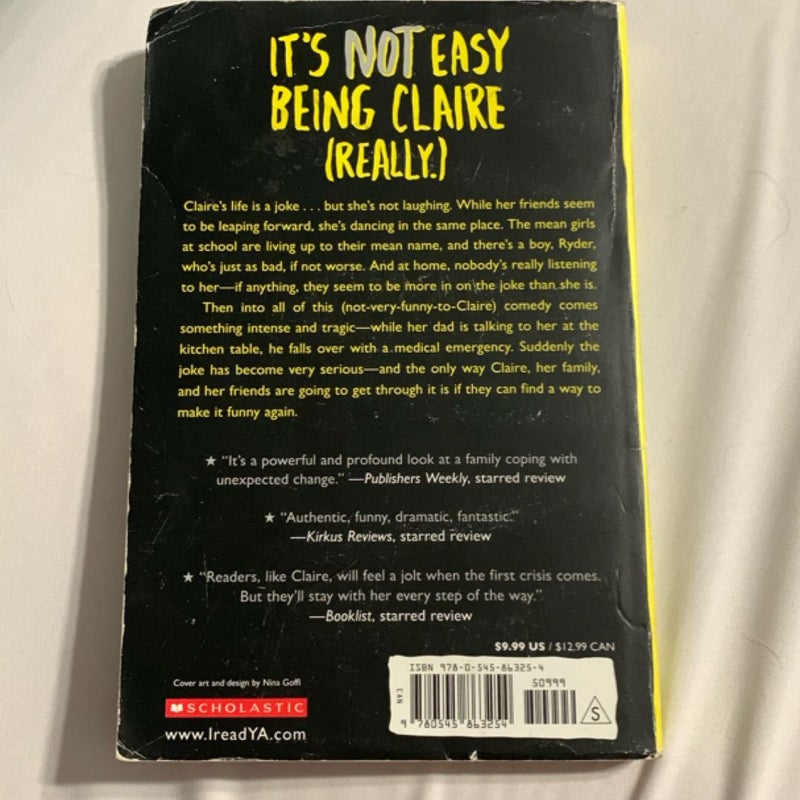 IT'S NOT EASY
BEING CLAIRE
(REALLY.)
Claire's life is a joke . . . but she's not laughing. While her friends seem
to be leaping forward, she's dancing in the same place. The mean girls
at school are living up to their mean name, and there's a boy, Ryder,
who's just as bad, if not worse. And at home, nobody's really listening
to her—if anything, they seem to be more in on the joke than she is.
Then into all of this (not-very-funny-to-Claire) comedy comes
something intense and tragic—while her dad is talking to her at the
kitchen table, he falls over with a medical emergency. Suddenly the
joke has become very serious—and the only way Claire, her family,
and her friends are going to get through it is if they can find a way to
make it funny again.
★ "It's a powerful and profound look at a family coping with
unexpected change." —Publishers Weekly, starred review
★ "Authentic, funny, dramatic, fantastic."
—Kirkus Reviews, starred review
★ "Readers, like Claire, will feel a jolt when the first crisis comes.
But they'll stay with her every step of the way."
—Booklist, starred review
$9.99 US / $12.99 CAN
ISBN 978-0-545-86325-4
50999
EAN
S
9 780545 863254
Cover art and design by Nina Goffi
SCHOLASTIC
www.IreadYA.com